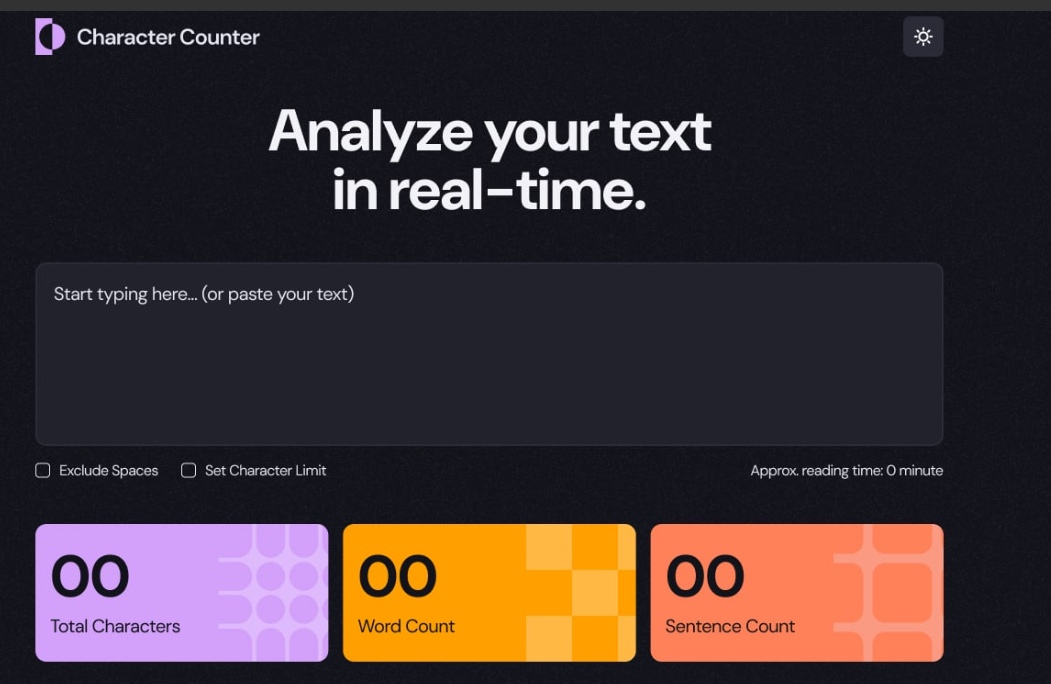 Character Counter
Analyze your text
in real-time.
Start typing here... (or paste your text)
Exclude Spaces
Set Character Limit
Approx. reading time: 0 minute
00
Total Characters
00
Word Count
00
Sentence Count